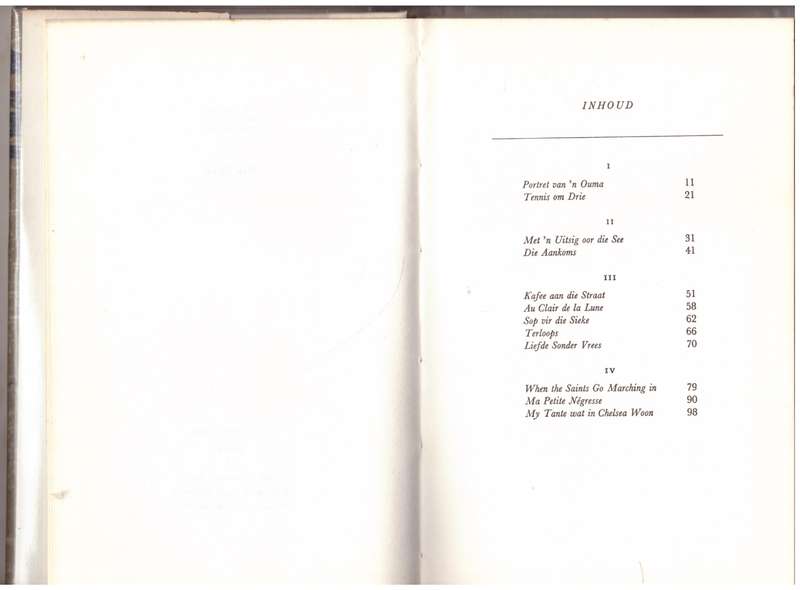 INHOUD
I
Portret van 'n Ouma 11
Tennis om Drie 21
II
Met 'n Uitsig oor die See 31
Die Aankoms 41
III
Kafee aan die Straat 51
Au Clair de la Lune 58
Sop vir die Sieke 62
Terloops 66
Liefde Sonder Vrees 70
IV
When the Saints Go Marching in 79
Ma Petite Négresse 90
My Tante wat in Chelsea Woon 98